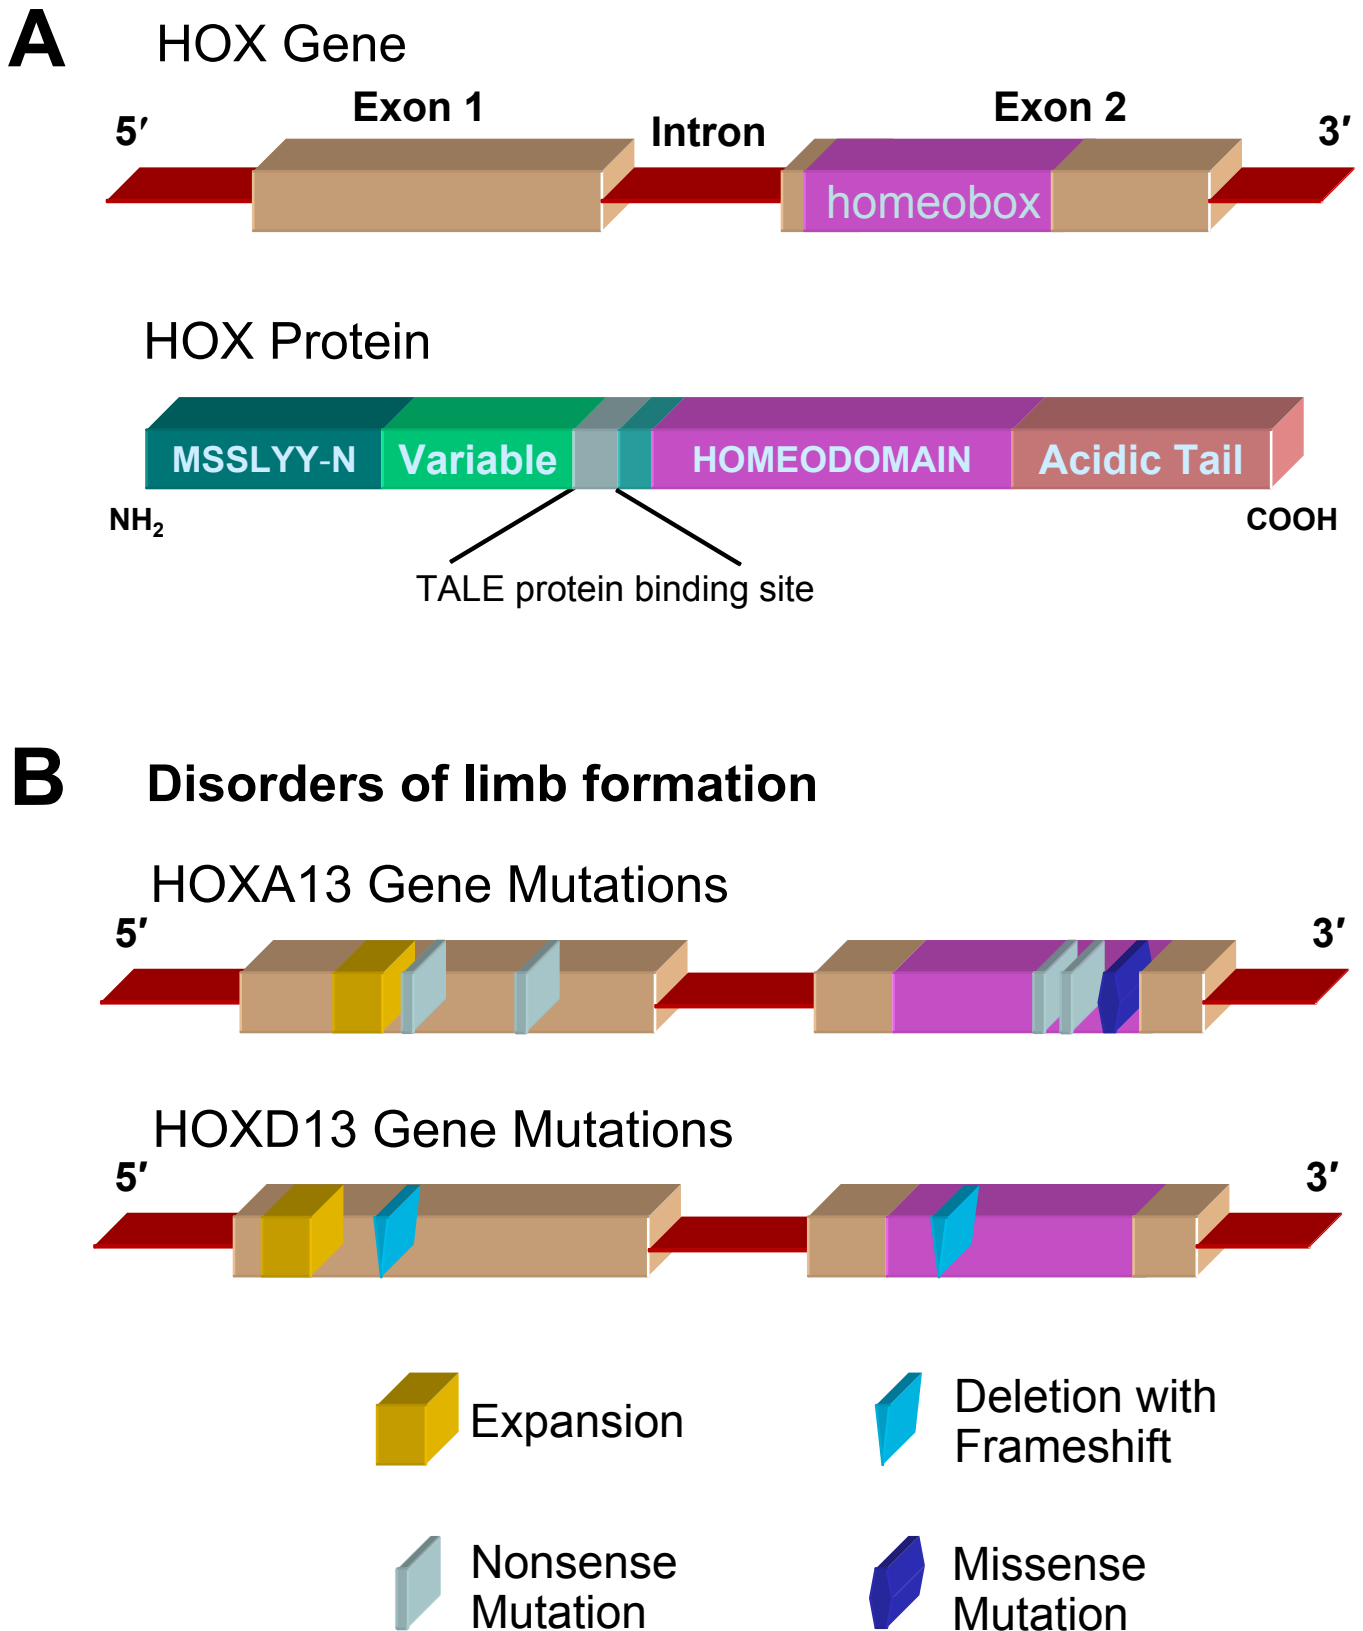 A
HOX Gene
5′
Exon 1
Intron
Exon 2
3′
homeobox
HOX Protein
MSSLYY-N
Variable
HOMEODOMAIN
Acidic Tail
NH₂
COOH
TALE protein binding site
B
Disorders of limb formation
HOXA13 Gene Mutations
5′
3′
HOXD13 Gene Mutations
5′
3′
Expansion
Deletion with
Frameshift
Nonsense
Mutation
Missense
Mutation